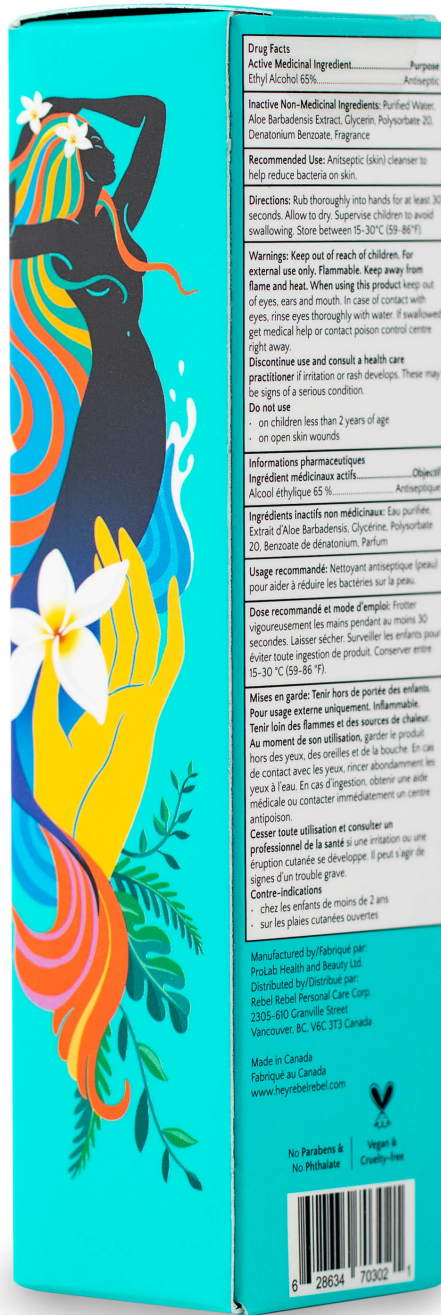 Drug Facts
Active Medicinal Ingredient....................Purpose
Ethyl Alcohol 65%..............................Antiseptic
Inactive Non-Medicinal Ingredients: Purified Water,
Aloe Barbadensis Extract, Glycerin, Polysorbate 20,
Denatonium Benzoate, Fragrance
Recommended Use: Anitseptic (skin) cleanser to
help reduce bacteria on skin.
Directions: Rub thoroughly into hands for at least 30
seconds. Allow to dry. Supervise children to avoid
swallowing. Store between 15-30°C (59-86°F).
Warnings: Keep out of reach of children. For
external use only. Flammable. Keep away from
flame and heat. When using this product keep out
of eyes, ears and mouth. In case of contact with
eyes, rinse eyes thoroughly with water. If swallowed
get medical help or contact poison control centre
right away.
Discontinue use and consult a health care
practitioner if irritation or rash develops. These may
be signs of a serious condition.
Do not use
· on children less than 2 years of age
· on open skin wounds
Informations pharmaceutiques
Ingrédient médicinaux actifs....................Objectif
Alcool éthylique 65 %..........................Antiseptique
Ingrédients inactifs non médicinaux: Eau purifiée,
Extrait d'Aloe Barbadensis, Glycérine, Polysorbate
20, Benzoate de dénatonium, Parfum
Usage recommandé: Nettoyant antiseptique (peau)
pour aider à réduire les bactéries sur la peau.
Dose recommandé et mode d'emploi: Frotter
vigoureusement les mains pendant au moins 30
secondes. Laisser sécher. Surveiller les enfants pour
éviter toute ingestion de produit. Conserver entre
15-30 °C (59-86 °F).
Mises en garde: Tenir hors de portée des enfants.
Pour usage externe uniquement. Inflammable.
Tenir loin des flammes et des sources de chaleur.
Au moment de son utilisation, garder le produit
hors des yeux, des oreilles et de la bouche. En cas
de contact avec les yeux, rincer abondamment les
yeux à l'eau. En cas d'ingestion, obtenir une aide
médicale ou contacter immédiatement un centre
antipoison.
Cesser toute utilisation et consulter un
professionnel de la santé si une irritation ou une
éruption cutanée se développe. Il peut s'agir de
signes d'un trouble grave.
Contre-indications
· chez les enfants de moins de 2 ans
· sur les plaies cutanées ouvertes
Manufactured by/Fabriqué par:
ProLab Health and Beauty Ltd.
Distributed by/Distribué par:
Rebel Rebel Personal Care Corp.
2305-610 Granville Street
Vancouver, BC, V6C 3T3 Canada
Made in Canada
Fabriqué au Canada
www.heyrebelrebel.com
No Parabens &
No Phthalate
Vegan &
Cruelty-free
6 28634 70302 1